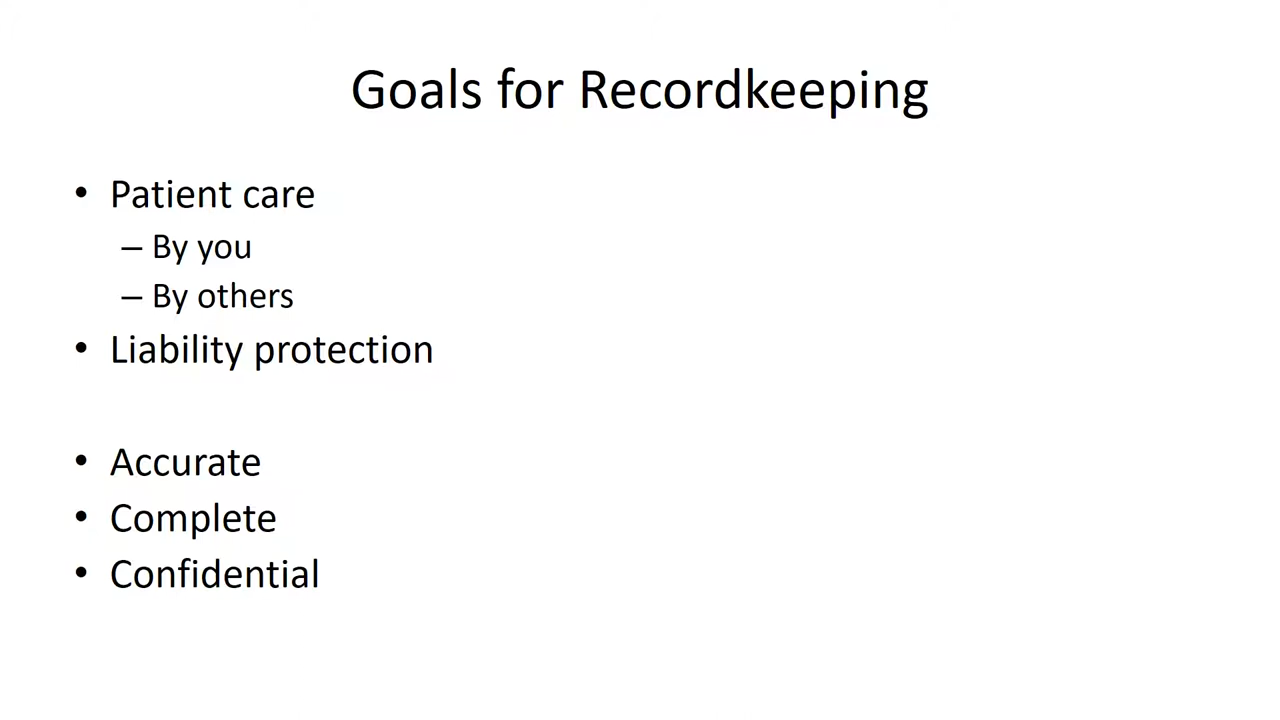 Goals for Recordkeeping
• Patient care
– By you
– By others
• Liability protection
• Accurate
• Complete
• Confidential